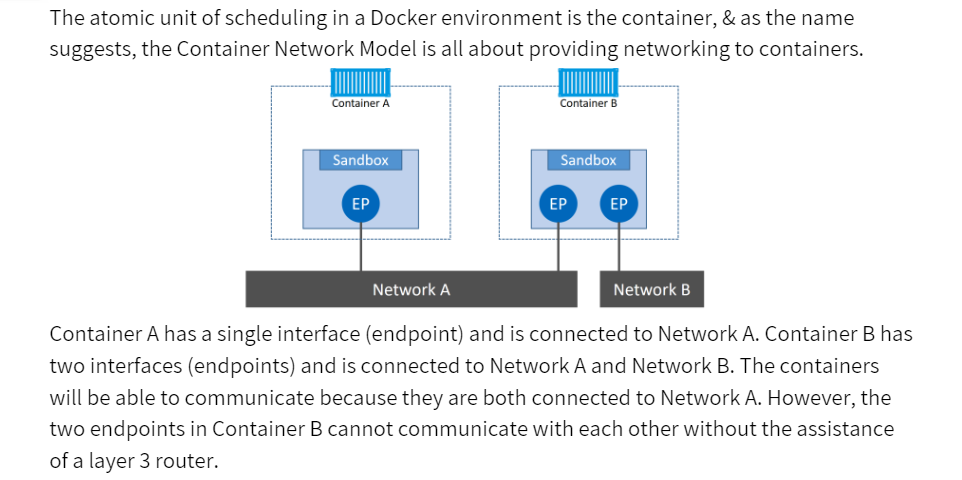 The atomic unit of scheduling in a Docker environment is the container, & as the name
suggests, the Container Network Model is all about providing networking to containers.
Container A
Container B
Sandbox
Sandbox
EP
EP
EP
Network A
Network B
Container A has a single interface (endpoint) and is connected to Network A. Container B has
two interfaces (endpoints) and is connected to Network A and Network B. The containers
will be able to communicate because they are both connected to Network A. However, the
two endpoints in Container B cannot communicate with each other without the assistance
of a layer 3 router.